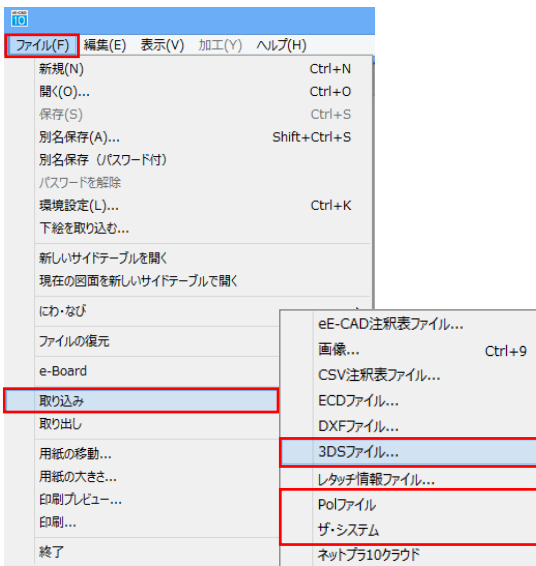 10
ファイル(F) 編集(E) 表示(V) 加工(Y) ヘルプ(H)
新規(N) Ctrl+N
開く(O)... Ctrl+O
保存(S) Ctrl+S
別名保存(A)... Shift+Ctrl+S
別名保存 (パスワード付)
パスワードを解除
環境設定(L)... Ctrl+K
下絵を取り込む...
新しいサイドテーブルを開く
現在の図面を新しいサイドテーブルで開く
にわ・なび
ファイルの復元
e-Board
取り込み
取り出し
用紙の移動...
用紙の大きさ...
印刷プレビュー...
印刷...
終了
eE-CAD注釈表ファイル...
画像... Ctrl+9
CSV注釈表ファイル...
ECDファイル...
DXFファイル...
3DSファイル...
レタッチ情報ファイル...
Polファイル
ザ・システム
ネットプラ10クラウド